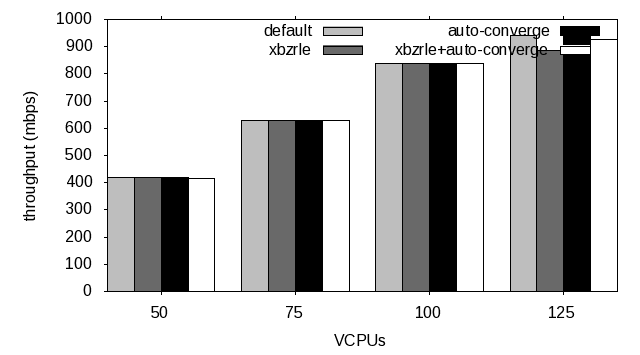 1000
900
800
700
600
500
400
300
200
100
0
throughput (mbps)
default
xbzrle
auto-converge
xbzrle+auto-converge
50 75 100 125
VCPUs